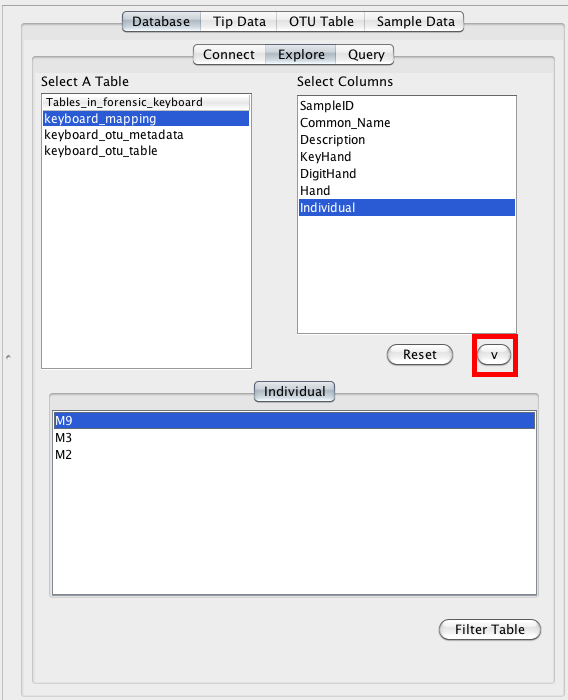 Database Tip Data OTU Table Sample Data
Connect Explore Query
Select A Table
Tables_in_forensic_keyboard
keyboard_mapping
keyboard_otu_metadata
keyboard_otu_table
Select Columns
SampleID
Common_Name
Description
KeyHand
DigitHand
Hand
Individual
Reset v
Individual
M9
M3
M2
Filter Table